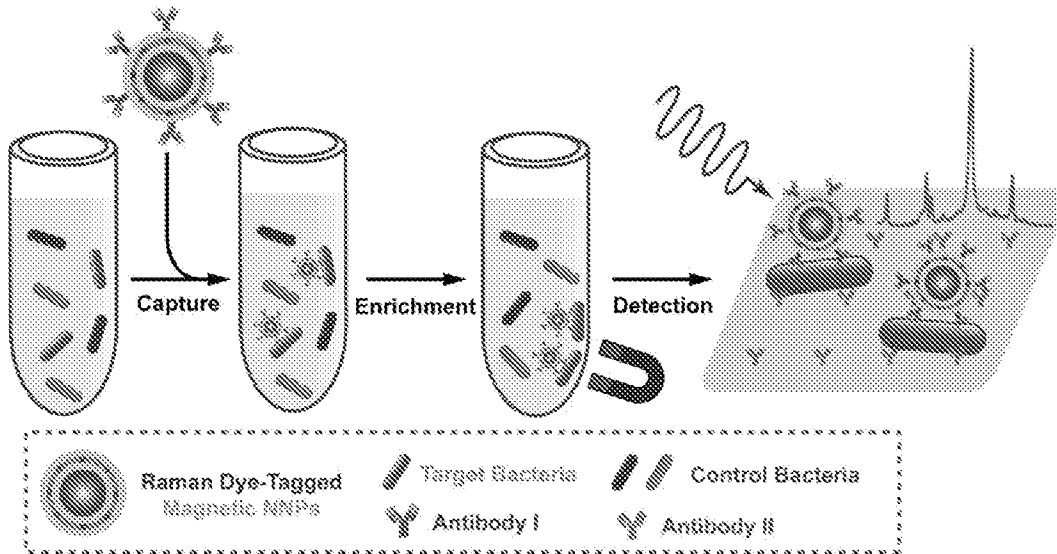 Capture
Enrichment
Detection
Raman Dye-Tagged
Magnetic NNPs
Target Bacteria
Control Bacteria
Antibody I
Antibody II